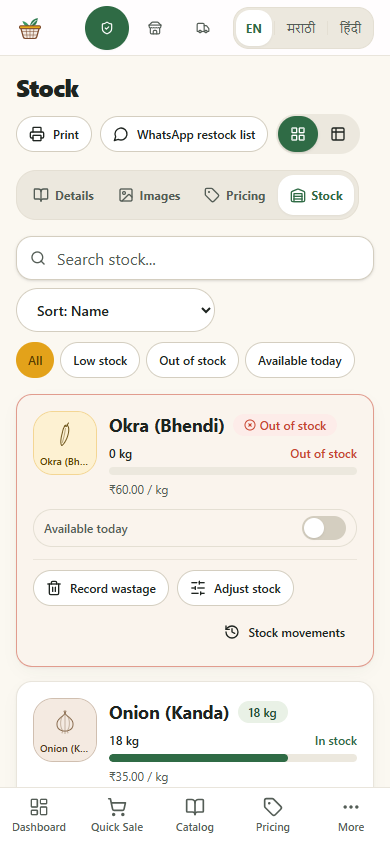 EN मराठी हिंदी
Stock
Print WhatsApp restock list
Details Images Pricing Stock
Search stock...
Sort: Name
All Low stock Out of stock Available today
Okra (Bhendi) Out of stock
Okra (Bh...
0 kg Out of stock
₹60.00 / kg
Available today
Record wastage Adjust stock
Stock movements
Onion (Kanda) 18 kg
Onion (K...
18 kg In stock
₹35.00 / kg
Dashboard Quick Sale Catalog Pricing More